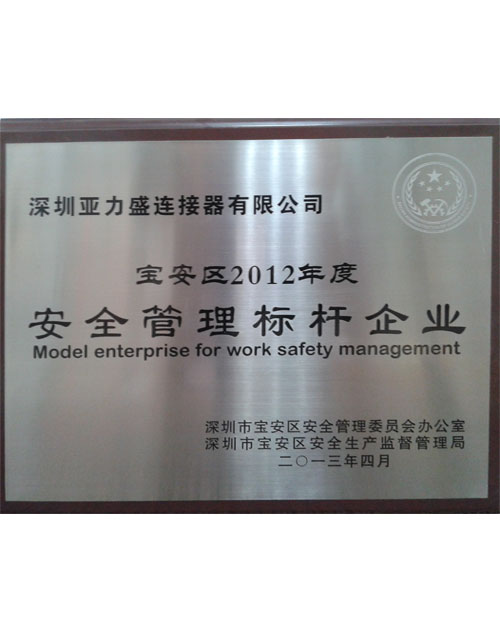 深圳亚力盛连接器有限公司
宝安区2012年度
安全管理标杆企业
Model enterprise for work safety management
深圳市宝安区安全管理委员会办公室
深圳市宝安区安全生产监督管理局
二〇一三年四月